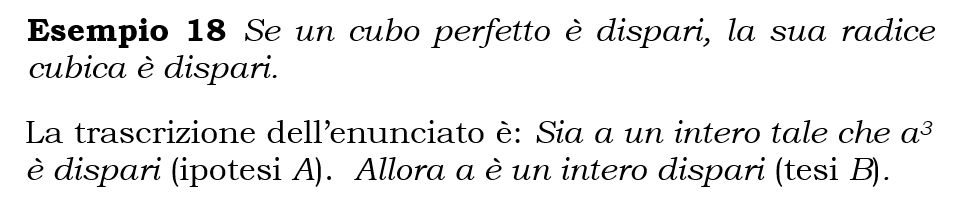 Esempio 18 Se un cubo perfetto è dispari, la sua radice
cubica è dispari.
La trascrizione dell'enunciato è: Sia a un intero tale che a³
è dispari (ipotesi A). Allora a è un intero dispari (tesi B).